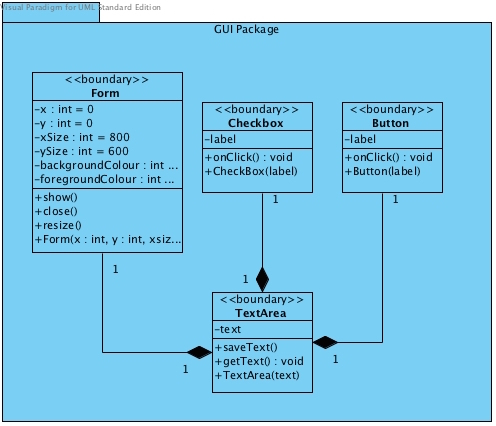 Visual Paradigm for UML Standard Edition
GUI Package
<<boundary>>
Form
-x : int = 0
-y : int = 0
-xSize : int = 800
-ySize : int = 600
-backgroundColour : int ...
-foregroundColour : int ...
+show()
+close()
+resize()
+Form(x : int, y : int, xsiz...
<<boundary>>
Checkbox
-label
+onClick() : void
+CheckBox(label)
<<boundary>>
Button
-label
+onClick() : void
+Button(label)
1
1
1
1
<<boundary>>
TextArea
-text
+saveText()
+getText() : void
+TextArea(text)
1
1